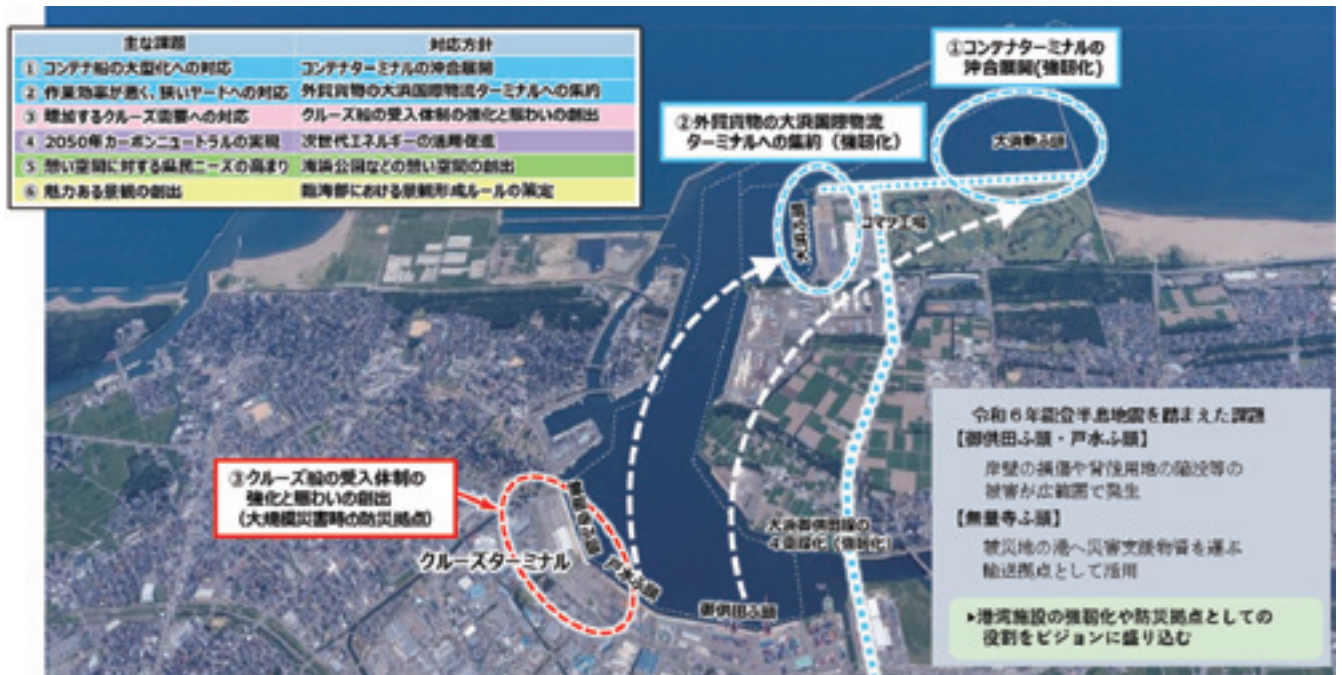 主な課題 対応方針
① コンテナ船の大型化への対応 コンテナターミナルの沖合展開
② 作業効率が悪く、狭いヤードへの対応 外貿貨物の大浜国際物流ターミナルへの集約
③ 増加するクルーズ需要への対応 クルーズ船の受入体制の強化と賑わいの創出
④ 2050年カーボンニュートラルの実現 次世代エネルギーの活用促進
⑤ 憩い空間に対する県民ニーズの高まり 海浜公園などの憩い空間の創出
⑥ 魅力ある景観の創出 臨海部における景観形成ルールの策定
①コンテナターミナルの
沖合展開(強靭化)
②外貿貨物の大浜国際物流
ターミナルへの集約(強靭化)
大浜新ふ頭
大浜ふ頭
コマツ工場
③クルーズ船の受入体制の
強化と賑わいの創出
(大規模災害時の防災拠点)
クルーズターミナル
無量寺ふ頭
戸水ふ頭
御供田ふ頭
大浜御供田線の
4車線化(強靭化)
令和6年能登半島地震を踏まえた課題
【御供田ふ頭・戸水ふ頭】
岸壁の損傷や背後用地の陥没等の
被害が広範囲で発生
【無量寺ふ頭】
被災地の港へ災害支援物資を運ぶ
輸送拠点として活用
▶港湾施設の強靭化や防災拠点としての
役割をビジョンに盛り込む